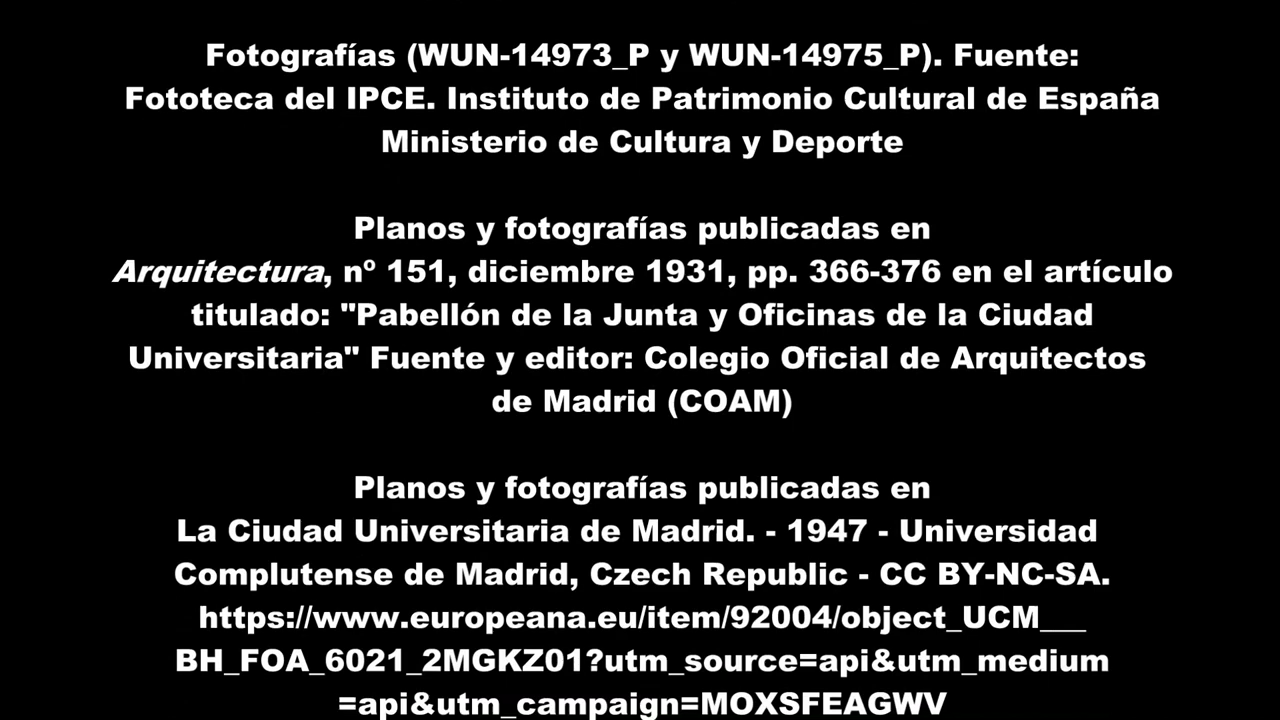 Fotografías (WUN-14973_P y WUN-14975_P). Fuente:
Fototeca del IPCE. Instituto de Patrimonio Cultural de España
Ministerio de Cultura y Deporte
Planos y fotografías publicadas en
Arquitectura, nº 151, diciembre 1931, pp. 366-376 en el artículo
titulado: "Pabellón de la Junta y Oficinas de la Ciudad
Universitaria" Fuente y editor: Colegio Oficial de Arquitectos
de Madrid (COAM)
Planos y fotografías publicadas en
La Ciudad Universitaria de Madrid. - 1947 - Universidad
Complutense de Madrid, Czech Republic - CC BY-NC-SA.
https://www.europeana.eu/item/92004/object_UCM___
BH_FOA_6021_2MGKZ01?utm_source=api&utm_medium
=api&utm_campaign=MOXSFEAGWV